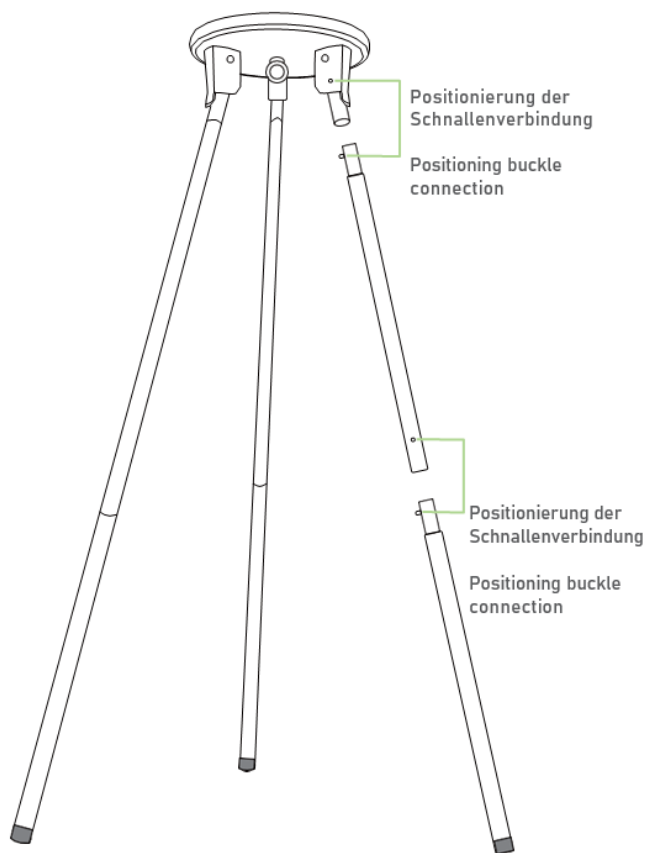 Positionierung der
Schnallenverbindung
Positioning buckle
connection
Positionierung der
Schnallenverbindung
Positioning buckle
connection